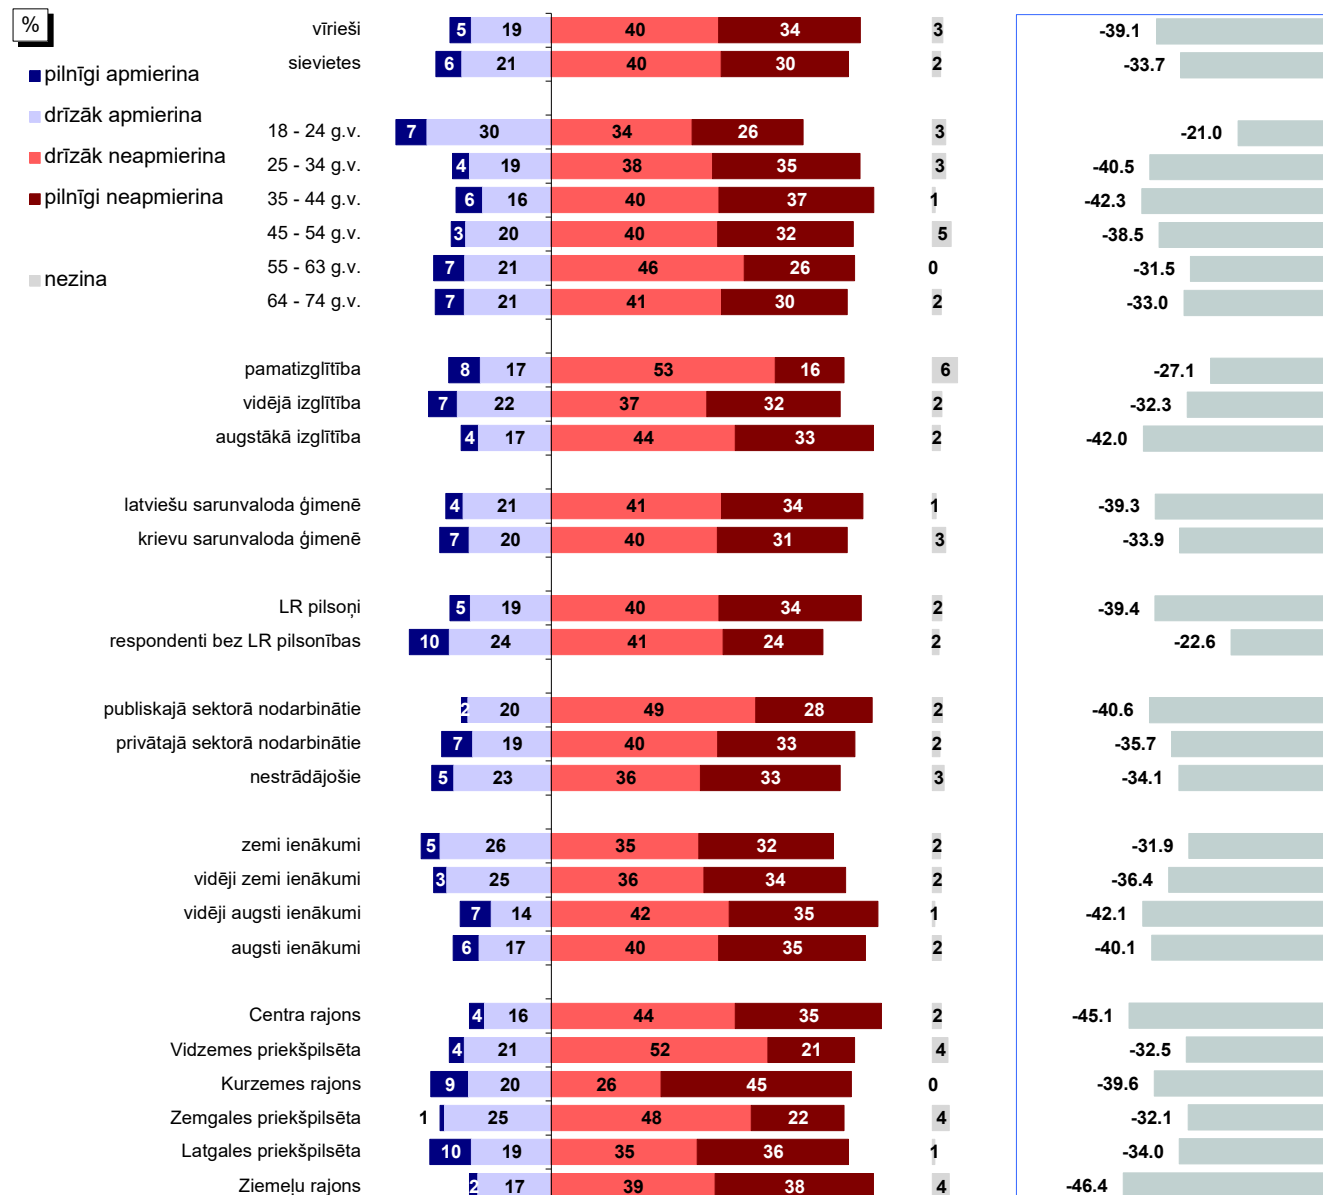 %
pilnīgi apmierina
drīzāk apmierina
drīzāk neapmierina
pilnīgi neapmierina
nezina
vīrieši 5 19 40 34 3 -39.1
sievietes 6 21 40 30 2 -33.7
18 - 24 g.v. 7 30 34 26 3 -21.0
25 - 34 g.v. 4 19 38 35 3 -40.5
35 - 44 g.v. 6 16 40 37 1 -42.3
45 - 54 g.v. 3 20 40 32 5 -38.5
55 - 63 g.v. 7 21 46 26 0 -31.5
64 - 74 g.v. 7 21 41 30 2 -33.0
pamatizglītība 8 17 53 16 6 -27.1
vidējā izglītība 7 22 37 32 2 -32.3
augstākā izglītība 4 17 44 33 2 -42.0
latviešu sarunvaloda ģimenē 4 21 41 34 1 -39.3
krievu sarunvaloda ģimenē 7 20 40 31 3 -33.9
LR pilsoņi 5 19 40 34 2 -39.4
respondenti bez LR pilsonības 10 24 41 24 2 -22.6
publiskajā sektorā nodarbinātie 2 20 49 28 2 -40.6
privātajā sektorā nodarbinātie 7 19 40 33 2 -35.7
nestrādājošie 5 23 36 33 3 -34.1
zemi ienākumi 5 26 35 32 2 -31.9
vidēji zemi ienākumi 3 25 36 34 2 -36.4
vidēji augsti ienākumi 7 14 42 35 1 -42.1
augsti ienākumi 6 17 40 35 2 -40.1
Centra rajons 4 16 44 35 2 -45.1
Vidzemes priekšpilsēta 4 21 52 21 4 -32.5
Kurzemes rajons 9 20 26 45 0 -39.6
Zemgales priekšpilsēta 1 25 48 22 4 -32.1
Latgales priekšpilsēta 10 19 35 36 1 -34.0
Ziemeļu rajons 2 17 39 38 4 -46.4